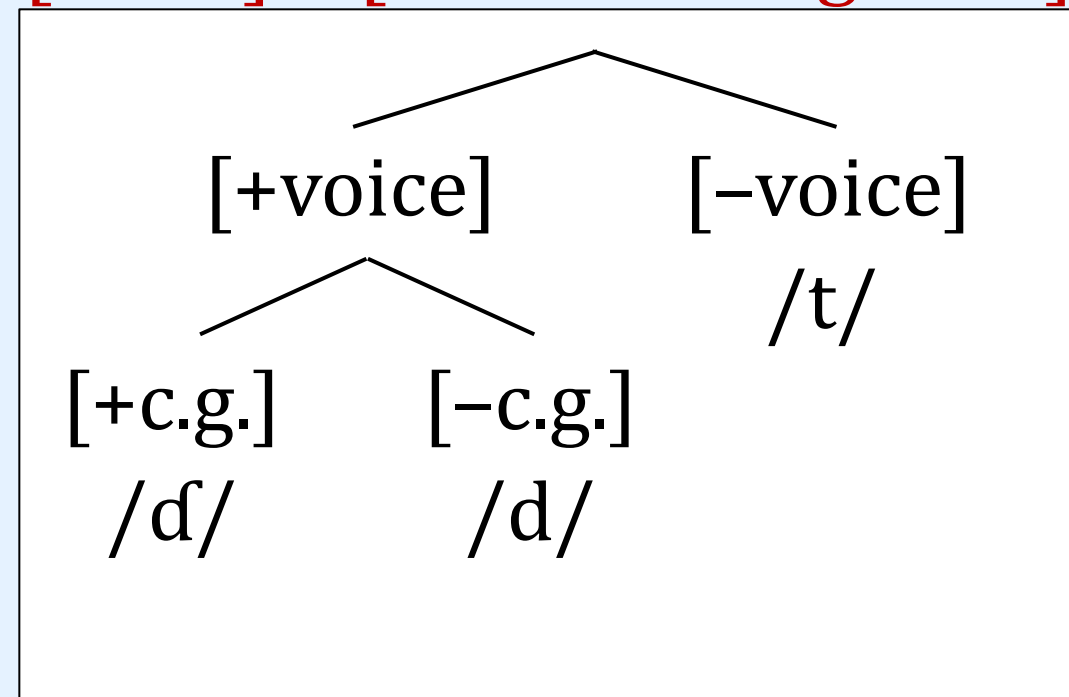 [+voice] [–voice]
/t/
[+c.g.] [–c.g.]
/ɗ/ /d/